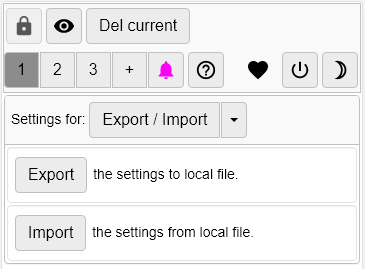 Del current
1 2 3 +
Settings for: Export / Import
Export the settings to local file.
Import the settings from local file.